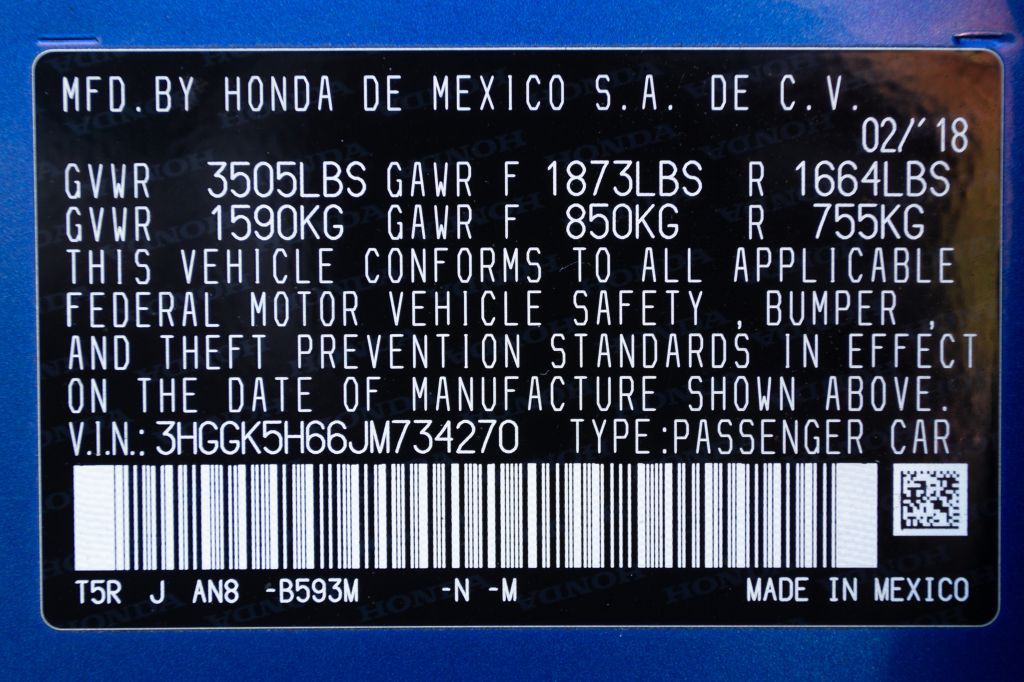 MFD.BY HONDA DE MEXICO S.A. DE C.V.
02/'18
GVWR 3505LBS GAWR F 1873LBS R 1664LBS
GVWR 1590KG GAWR F 850KG R 755KG
THIS VEHICLE CONFORMS TO ALL APPLICABLE
FEDERAL MOTOR VEHICLE SAFETY , BUMPER ,
AND THEFT PREVENTION STANDARDS IN EFFECT
ON THE DATE OF MANUFACTURE SHOWN ABOVE.
V.I.N.: 3HGGK5H66JM734270 TYPE:PASSENGER CAR
T5R J AN8 -B593M -N -M MADE IN MEXICO